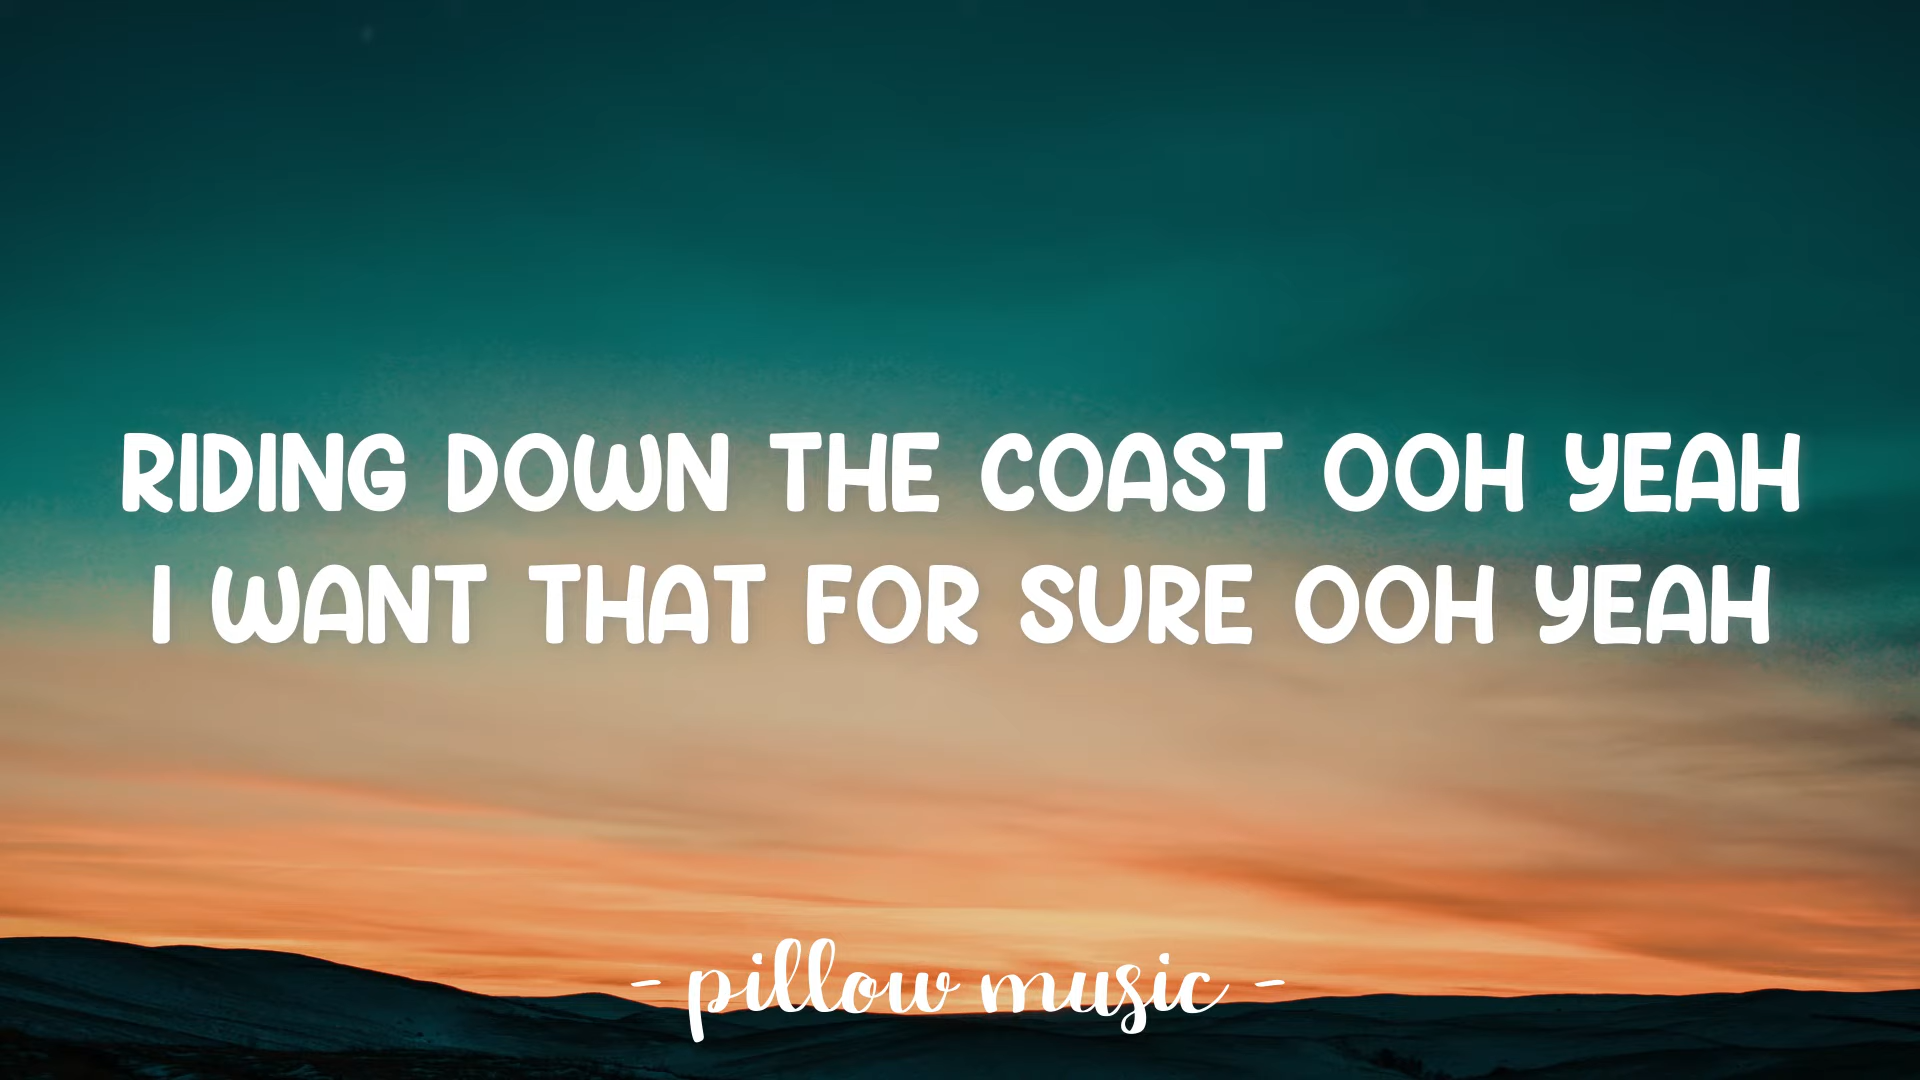 RIDING DOWN THE COAST OOH YEAH
I WANT THAT FOR SURE OOH YEAH
- pillow music -